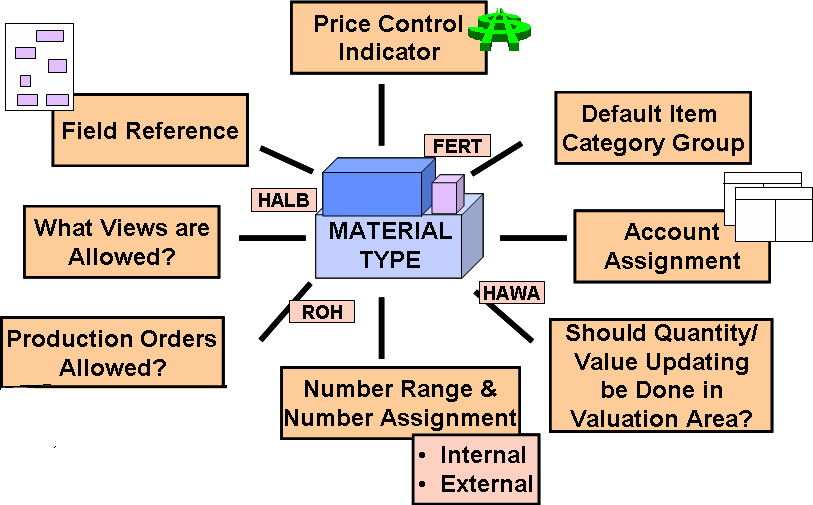 Price Control
Indicator
Field Reference
FERT
Default Item
Category Group
HALB
What Views are
Allowed?
MATERIAL
TYPE
Account
Assignment
ROH
HAWA
Production Orders
Allowed?
Should Quantity/
Value Updating
be Done in
Valuation Area?
Number Range &
Number Assignment
• Internal
• External